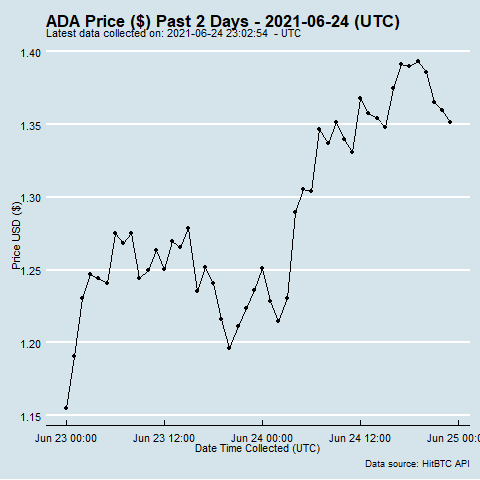 ADA Price ($) Past 2 Days - 2021-06-24 (UTC)
Latest data collected on: 2021-06-24 23:02:54 - UTC
1.40
1.35
1.30
1.25
1.20
1.15
Price USD ($)
Jun 23 00:00 Jun 23 12:00 Jun 24 00:00 Jun 24 12:00 Jun 25 00:00
Date Time Collected (UTC)
Data source: HitBTC API